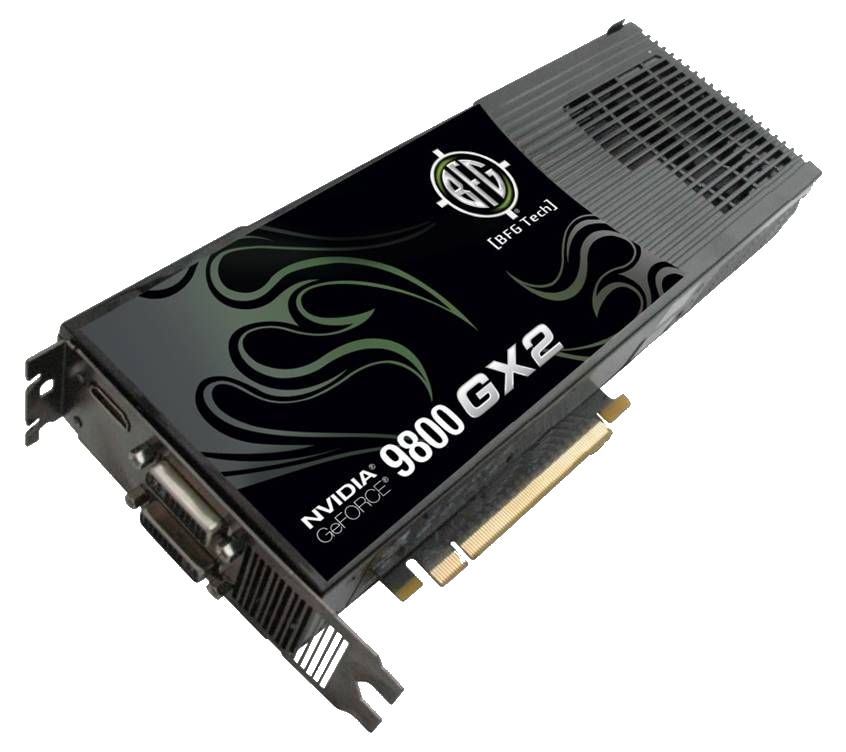 BFG
[BFG Tech]
NVIDIA®
GeFORCE®
9800 GX2